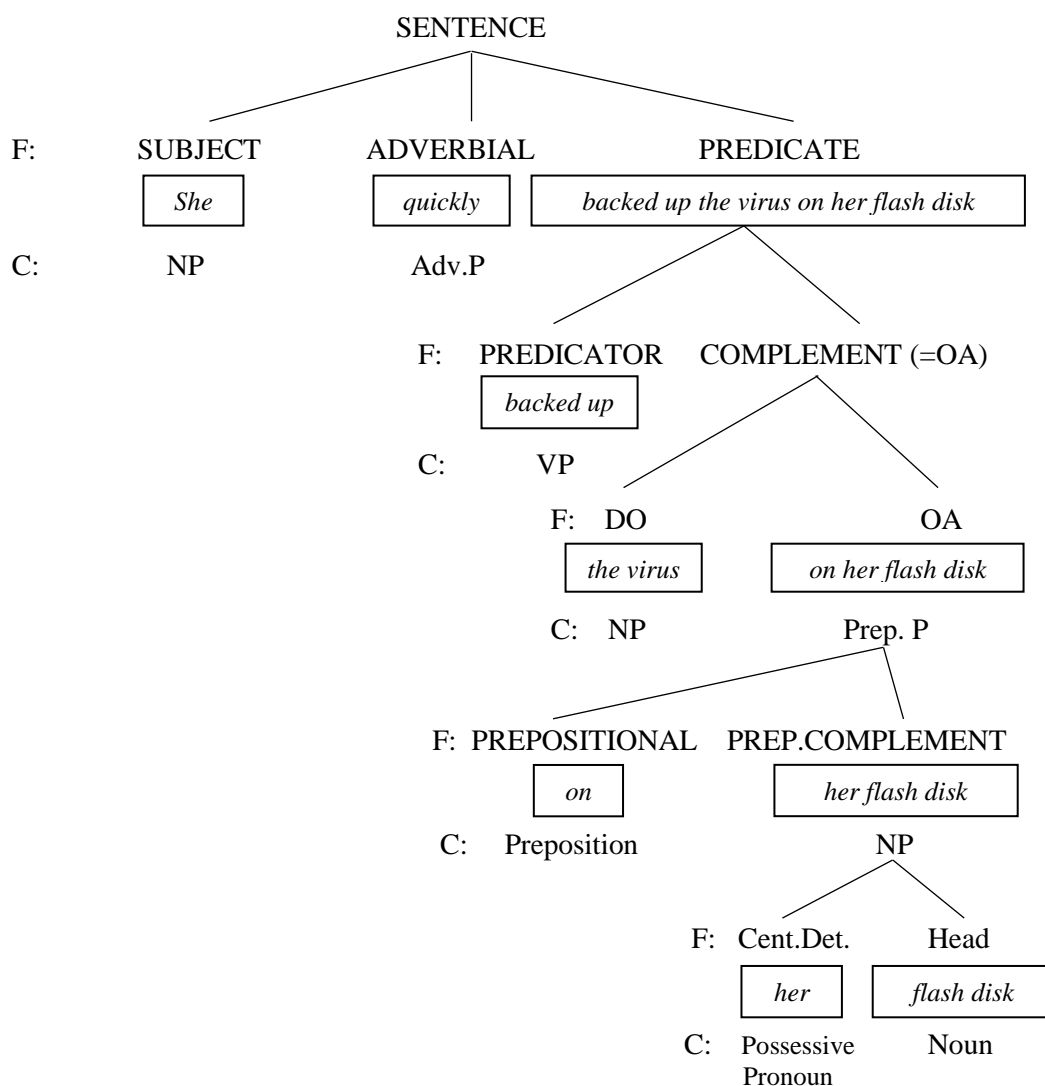 SENTENCE
F: SUBJECT ADVERBIAL PREDICATE
She quickly backed up the virus on her flash disk
C: NP Adv.P
F: PREDICATOR COMPLEMENT (=OA)
backed up
C: VP
F: DO OA
the virus on her flash disk
C: NP Prep. P
F: PREPOSITIONAL PREP.COMPLEMENT
on her flash disk
C: Preposition NP
F: Cent.Det. Head
her flash disk
C: Possessive Noun
Pronoun